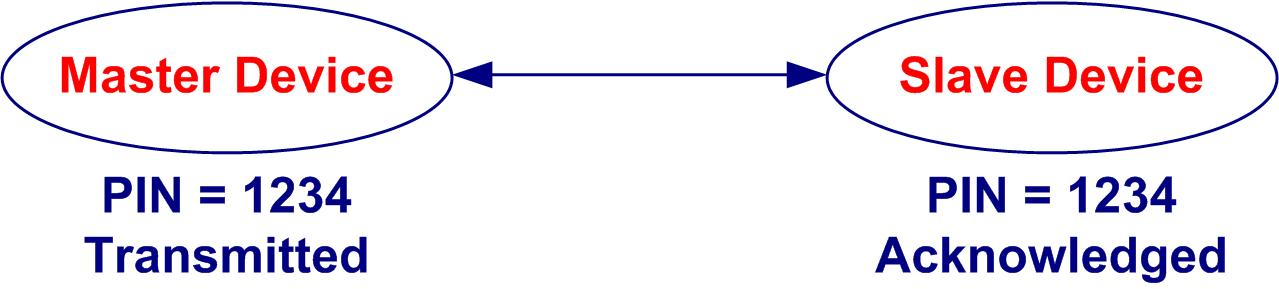 Master Device
Slave Device
PIN = 1234
Transmitted
PIN = 1234
Acknowledged